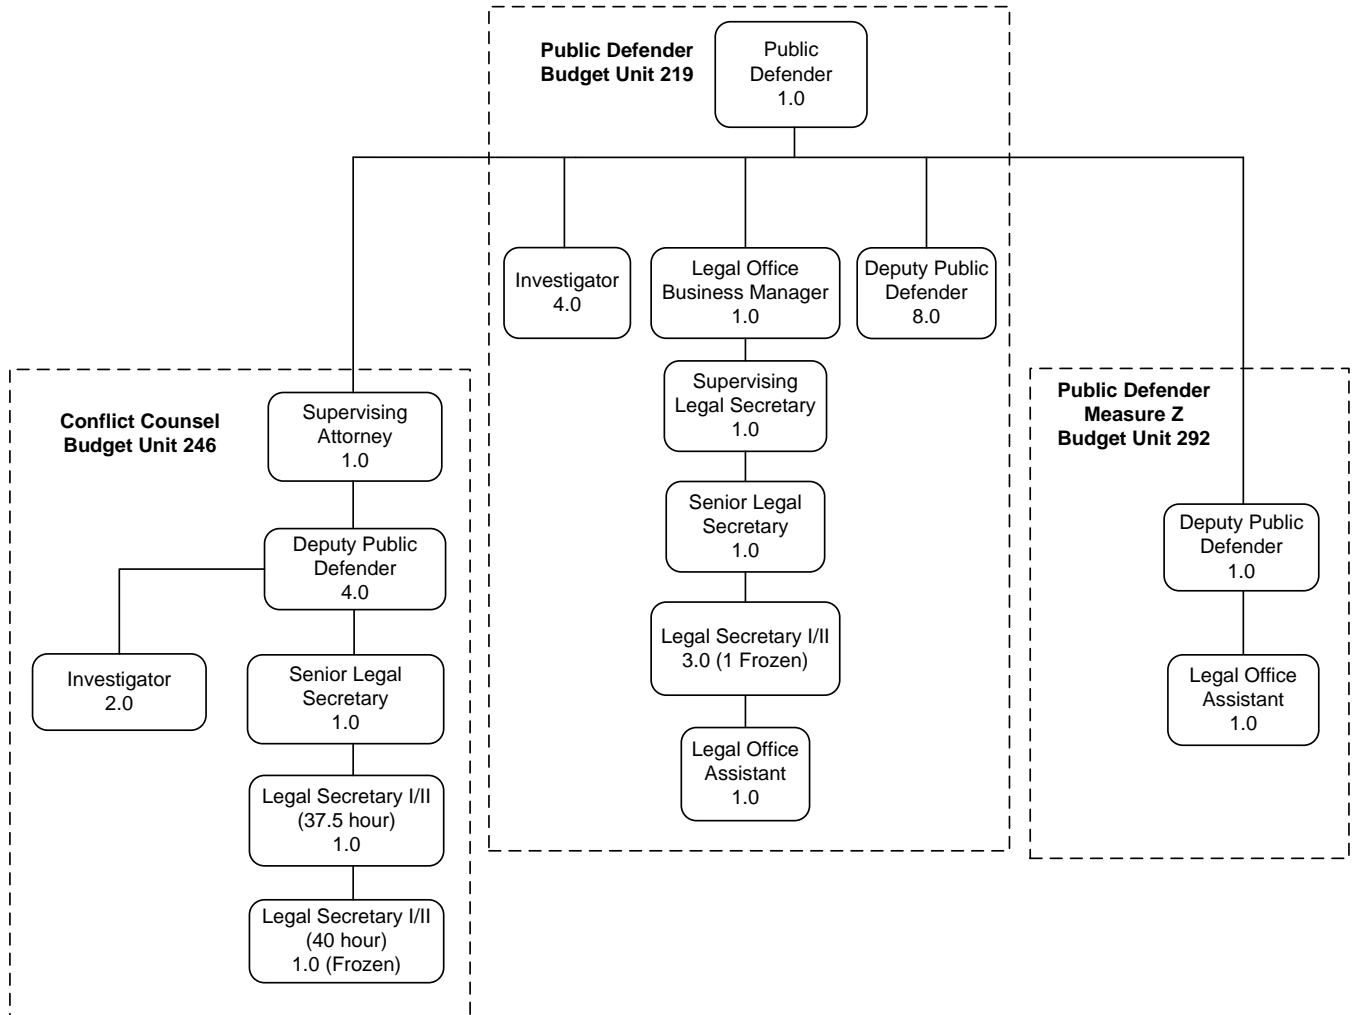 Public Defender
Budget Unit 219
Public
Defender
1.0
Investigator
4.0
Legal Office
Business Manager
1.0
Deputy Public
Defender
8.0
Supervising
Legal Secretary
1.0
Senior Legal
Secretary
1.0
Legal Secretary I/II
3.0 (1 Frozen)
Legal Office
Assistant
1.0
Conflict Counsel
Budget Unit 246
Supervising
Attorney
1.0
Deputy Public
Defender
4.0
Investigator
2.0
Senior Legal
Secretary
1.0
Legal Secretary I/II
(37.5 hour)
1.0
Legal Secretary I/II
(40 hour)
1.0 (Frozen)
Public Defender
Measure Z
Budget Unit 292
Deputy Public
Defender
1.0
Legal Office
Assistant
1.0